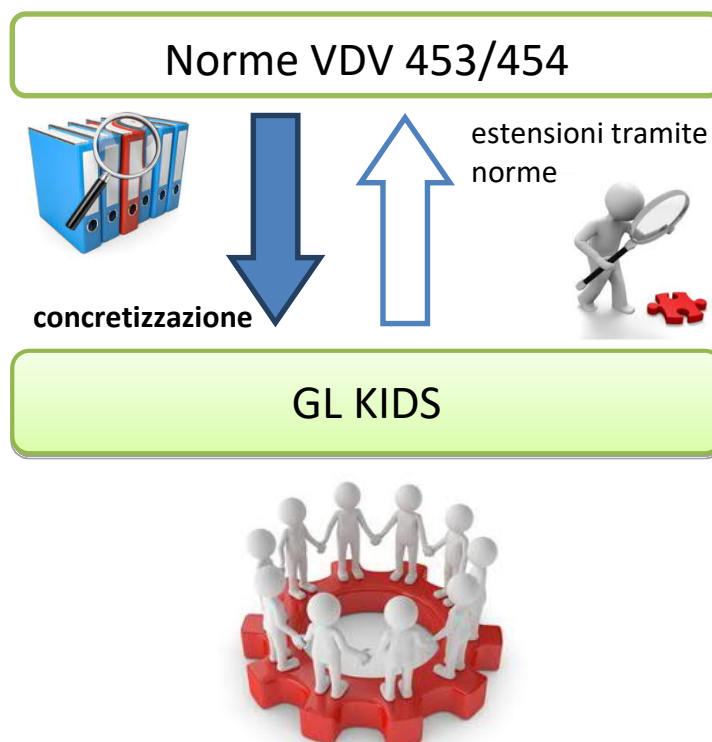 Norme VDV 453/454
estensioni tramite
norme
concretizzazione
GL KIDS